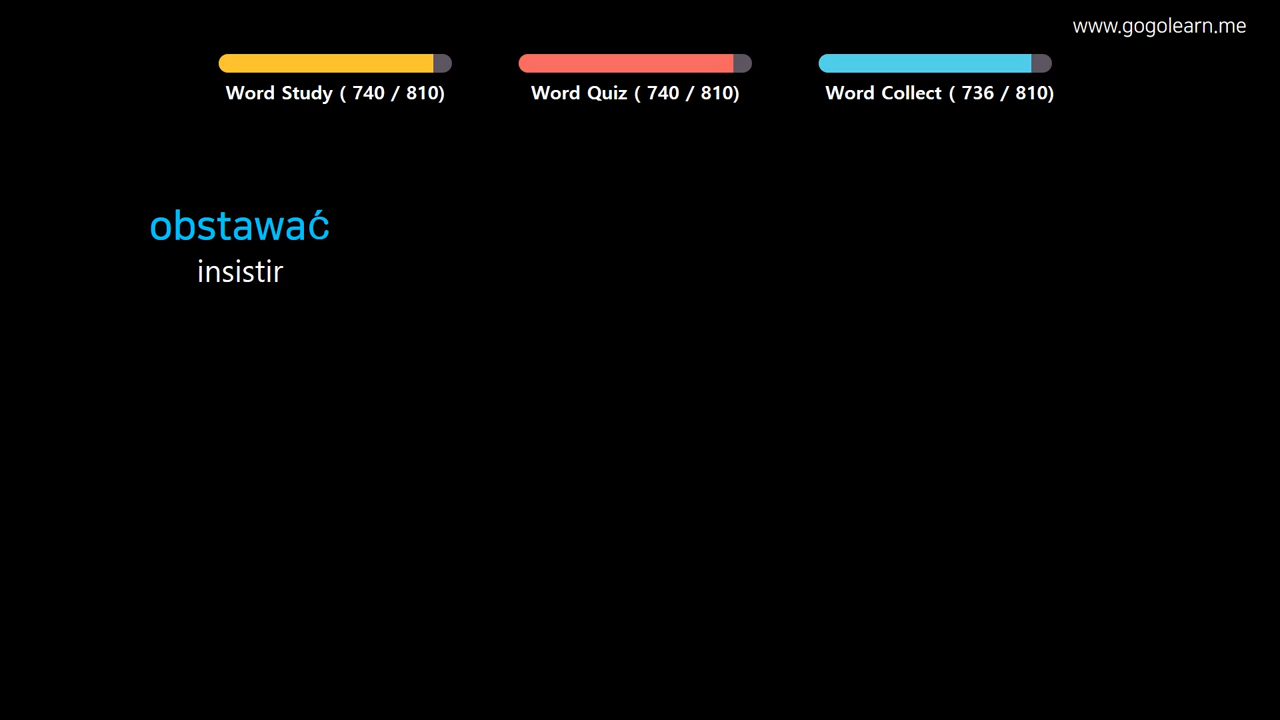 www.gogolearn.me
Word Study ( 740 / 810)
Word Quiz ( 740 / 810)
Word Collect ( 736 / 810)
obstawać
insistir